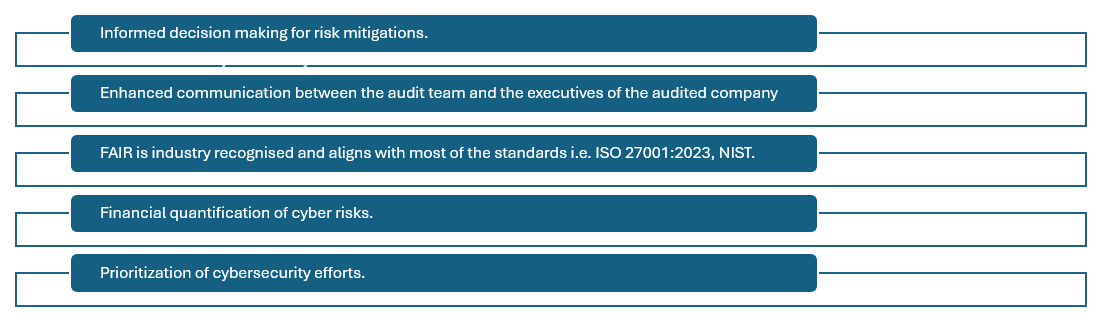 Informed decision making for risk mitigations.
Enhanced communication between the audit team and the executives of the audited company
FAIR is industry recognised and aligns with most of the standards i.e. ISO 27001:2023, NIST.
Financial quantification of cyber risks.
Prioritization of cybersecurity efforts.